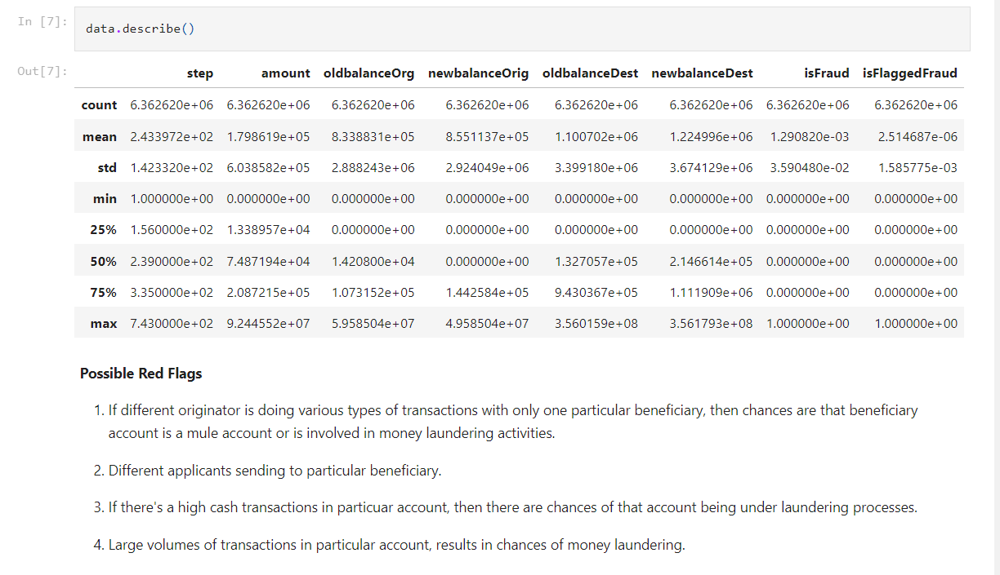 In [7]:
data.describe()
Out[7]:
step amount oldbalanceOrg newbalanceOrig oldbalanceDest newbalanceDest isFraud isFlaggedFraud
count 6.362620e+06 6.362620e+06 6.362620e+06 6.362620e+06 6.362620e+06 6.362620e+06 6.362620e+06 6.362620e+06
mean 2.433972e+02 1.798619e+05 8.338831e+05 8.551137e+05 1.100702e+06 1.224996e+06 1.290820e-03 2.514687e-06
std 1.423320e+02 6.038582e+05 2.888243e+06 2.924049e+06 3.399180e+06 3.674129e+06 3.590480e-02 1.585775e-03
min 1.000000e+00 0.000000e+00 0.000000e+00 0.000000e+00 0.000000e+00 0.000000e+00 0.000000e+00 0.000000e+00
25% 1.560000e+02 1.338957e+04 0.000000e+00 0.000000e+00 0.000000e+00 0.000000e+00 0.000000e+00 0.000000e+00
50% 2.390000e+02 7.487194e+04 1.420800e+04 0.000000e+00 1.327057e+05 2.146614e+05 0.000000e+00 0.000000e+00
75% 3.350000e+02 2.087215e+05 1.073152e+05 1.442584e+05 9.430367e+05 1.111909e+06 0.000000e+00 0.000000e+00
max 7.430000e+02 9.244552e+07 5.958504e+07 4.958504e+07 3.560159e+08 3.561793e+08 1.000000e+00 1.000000e+00
Possible Red Flags
1. If different originator is doing various types of transactions with only one particular beneficiary, then chances are that beneficiary
account is a mule account or is involved in money laundering activities.
2. Different applicants sending to particular beneficiary.
3. If there's a high cash transactions in particuar account, then there are chances of that account being under laundering processes.
4. Large volumes of transactions in particular account, results in chances of money laundering.